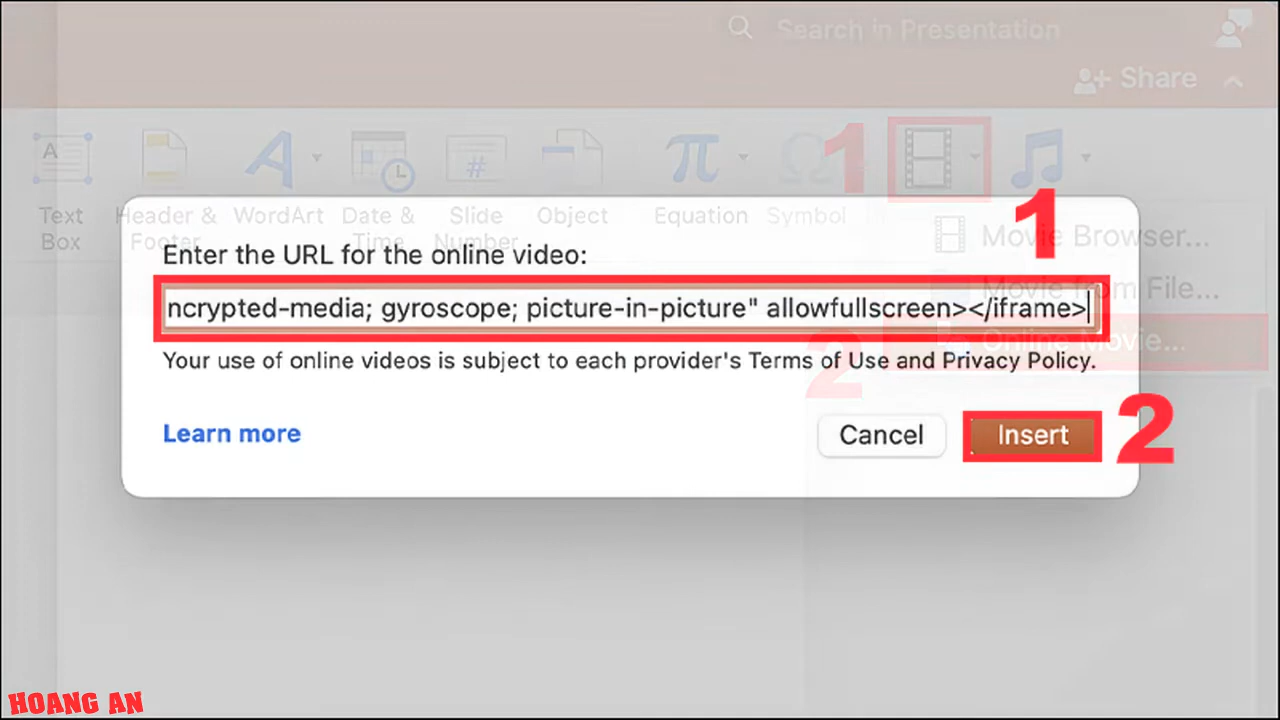 Search in Presentation
Share
1
Text Box
Header & Footer
WordArt
Date & Time
Slide Number
Object
Equation
Symbol
1
Movie Browser...
Movie from File...
Online Movie...
2
Enter the URL for the online video:
ncrypted-media; gyroscope; picture-in-picture" allowfullscreen></iframe>
Your use of online videos is subject to each provider's Terms of Use and Privacy Policy.
Learn more
Cancel
Insert
2
HOANG AN